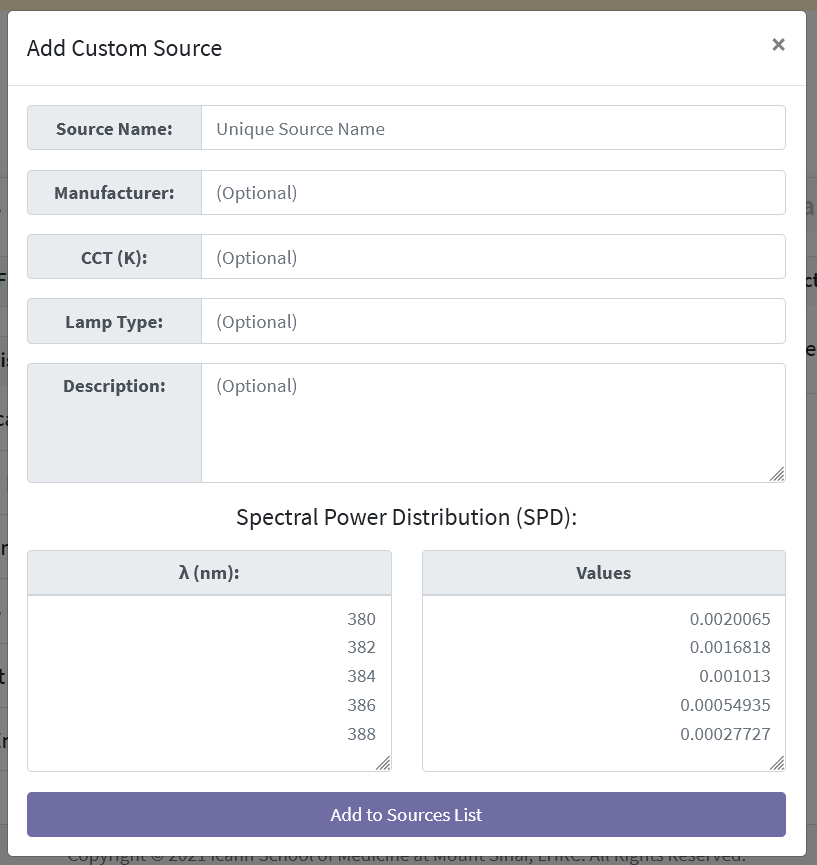 Add Custom Source ×
Source Name: Unique Source Name
Manufacturer: (Optional)
CCT (K): (Optional)
Lamp Type: (Optional)
Description: (Optional)
Spectral Power Distribution (SPD):
λ (nm): Values
380 0.0020065
382 0.0016818
384 0.001013
386 0.00054935
388 0.00027727
Add to Sources List
Copyright © 2021 Icahn School of Medicine at Mount Sinai, LHRC. All Rights Reserved.